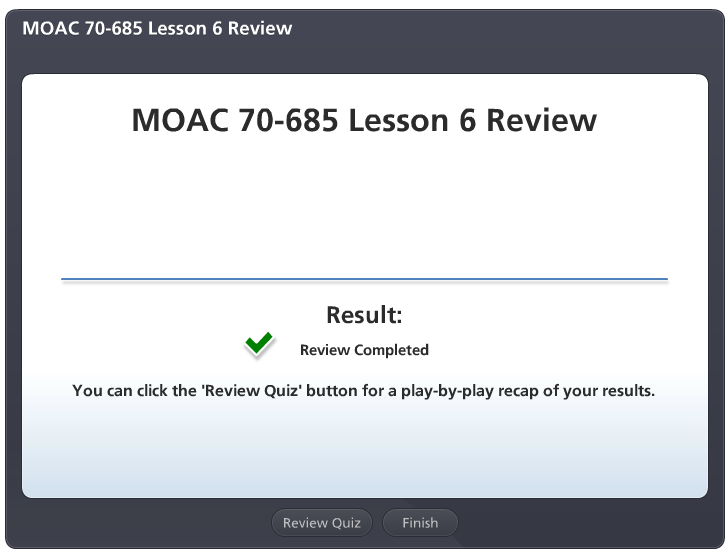 MOAC 70-685 Lesson 6 Review
MOAC 70-685 Lesson 6 Review
Result:
Review Completed
You can click the 'Review Quiz' button for a play-by-play recap of your results.
Review Quiz
Finish